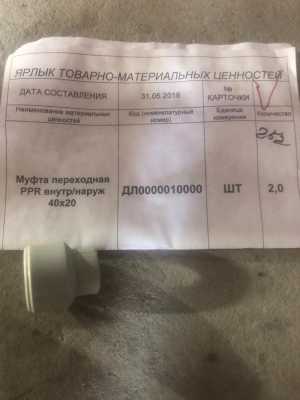 ЯРЛЫК ТОВАРНО-МАТЕРИАЛЬНЫХ ЦЕННОСТЕЙ
ДАТА СОСТАВЛЕНИЯ 31.05.2018 № КАРТОЧКИ
Наименование материальных ценностей Код (номенклатурный номер) Единица измерения Количество
Муфта переходная
PPR внутр/наруж
40х20
ДЛ0000010000 ШТ 2,0